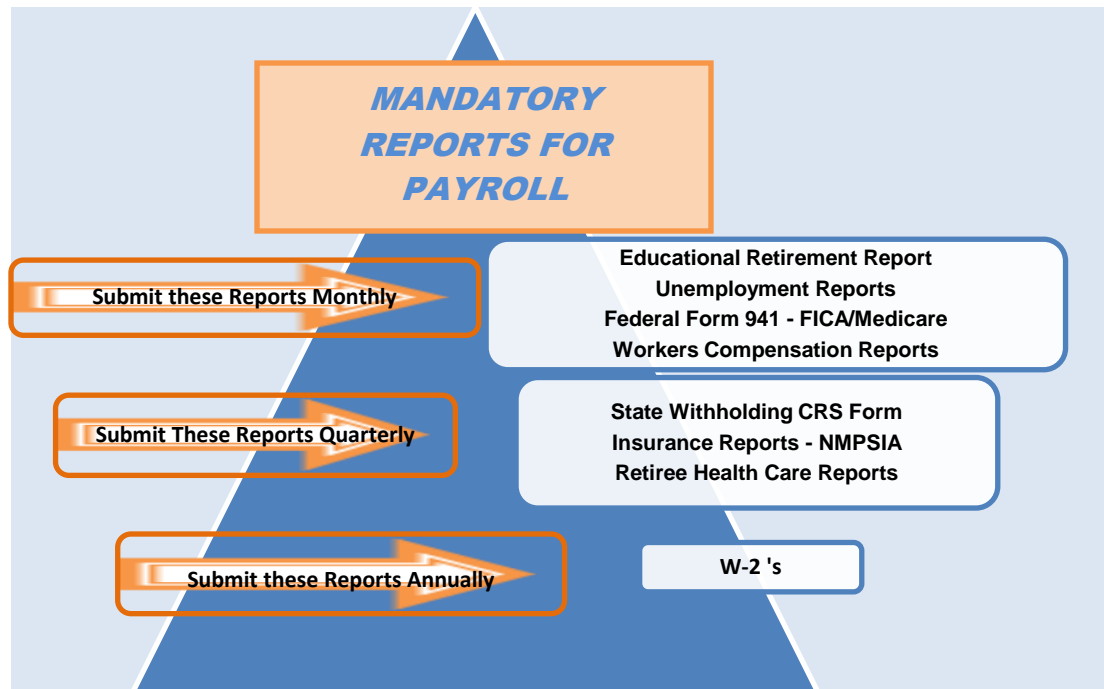 MANDATORY
REPORTS FOR
PAYROLL
Submit these Reports Monthly
Educational Retirement Report
Unemployment Reports
Federal Form 941 - FICA/Medicare
Workers Compensation Reports
Submit These Reports Quarterly
State Withholding CRS Form
Insurance Reports - NMPSIA
Retiree Health Care Reports
Submit these Reports Annually
W-2 's